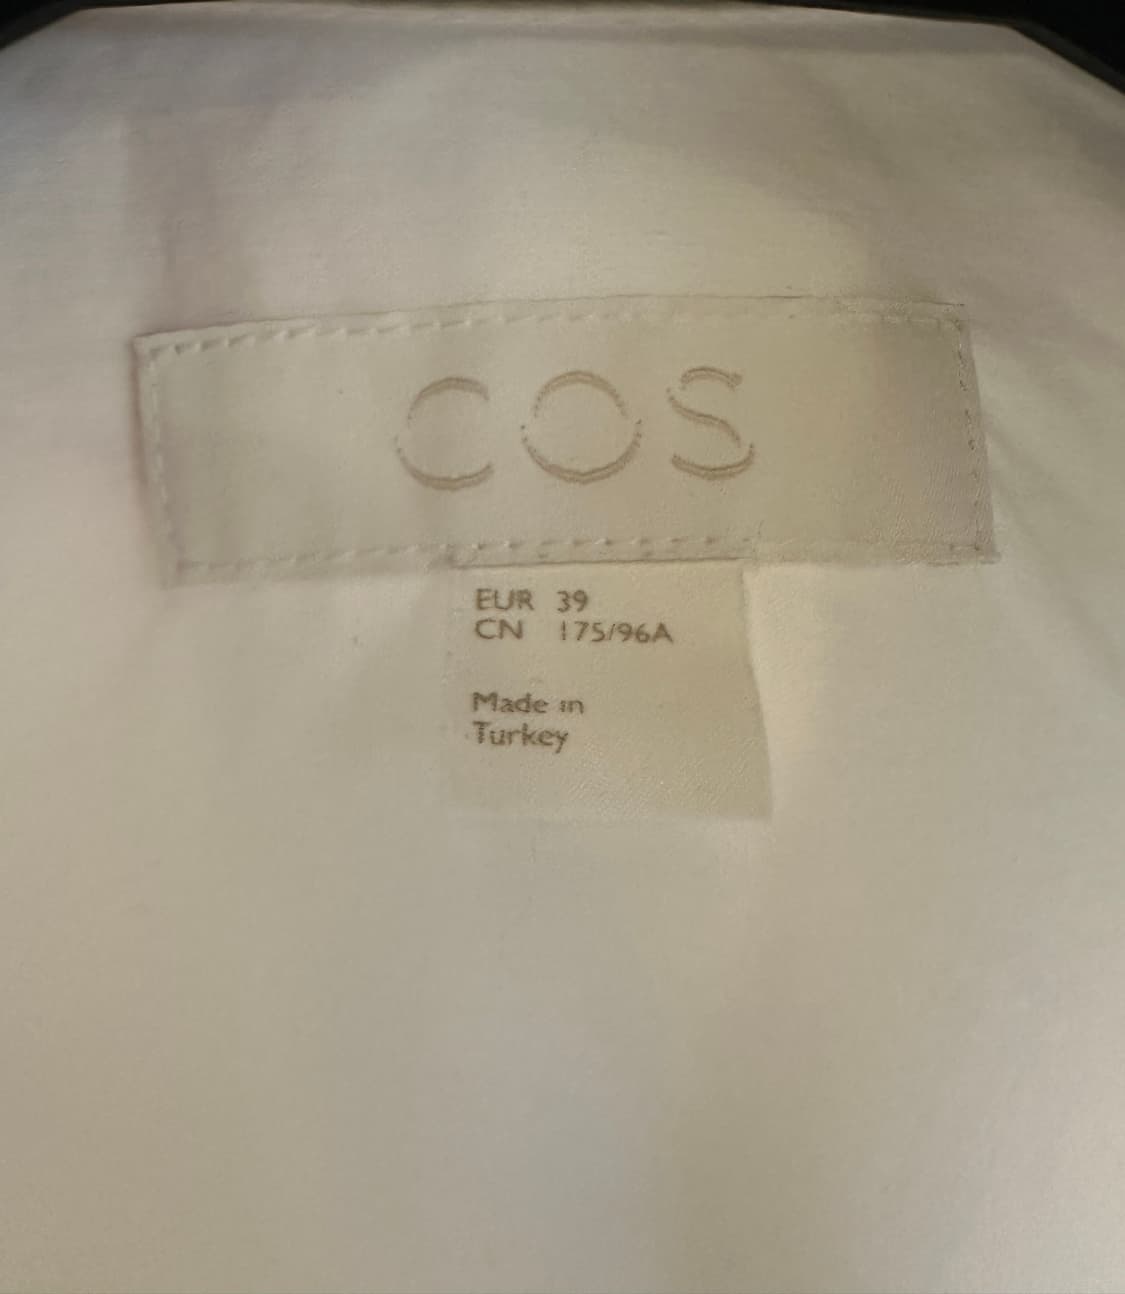 COS
EUR 39
CN 175/96A
Made in
Turkey